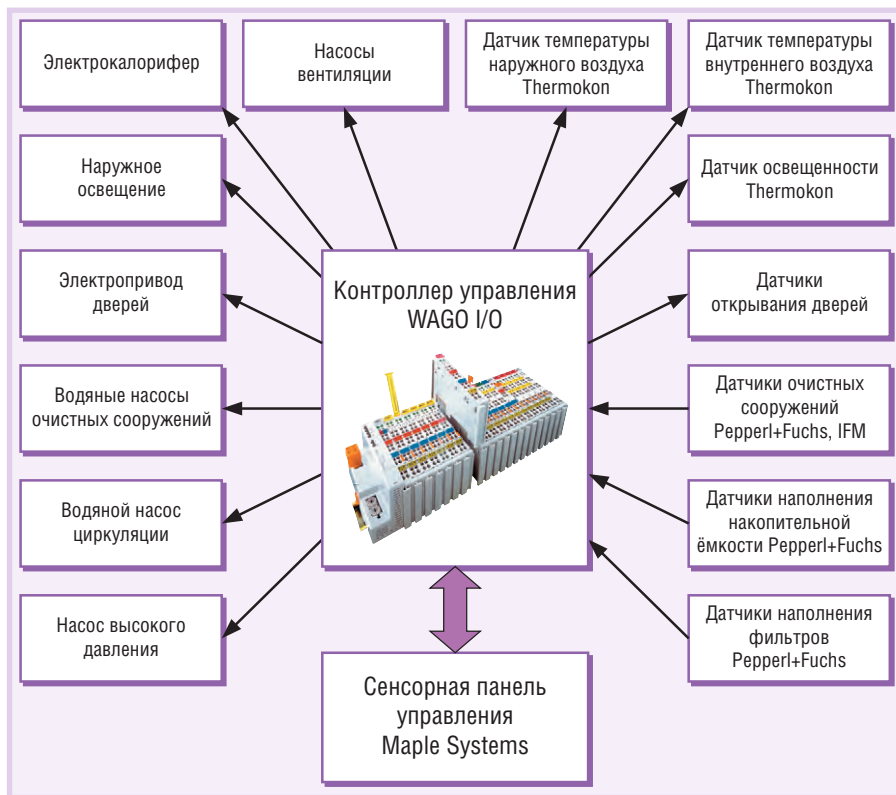 Электрокалорифер
Насосы
вентиляции
Датчик температуры
наружного воздуха
Thermokon
Датчик температуры
внутреннего воздуха
Thermokon
Наружное
освещение
Датчик освещенности
Thermokon
Контроллер управления
WAGO I/O
Электропривод
дверей
Датчики
открывания дверей
Водяные насосы
очистных сооружений
Датчики очистных
сооружений
Pepperl+Fuchs, IFM
Водяной насос
циркуляции
Датчики наполнения
накопительной
ёмкости Pepperl+Fuchs
Насос высокого
давления
Датчики наполнения
фильтров
Pepperl+Fuchs
Сенсорная панель
управления
Maple Systems